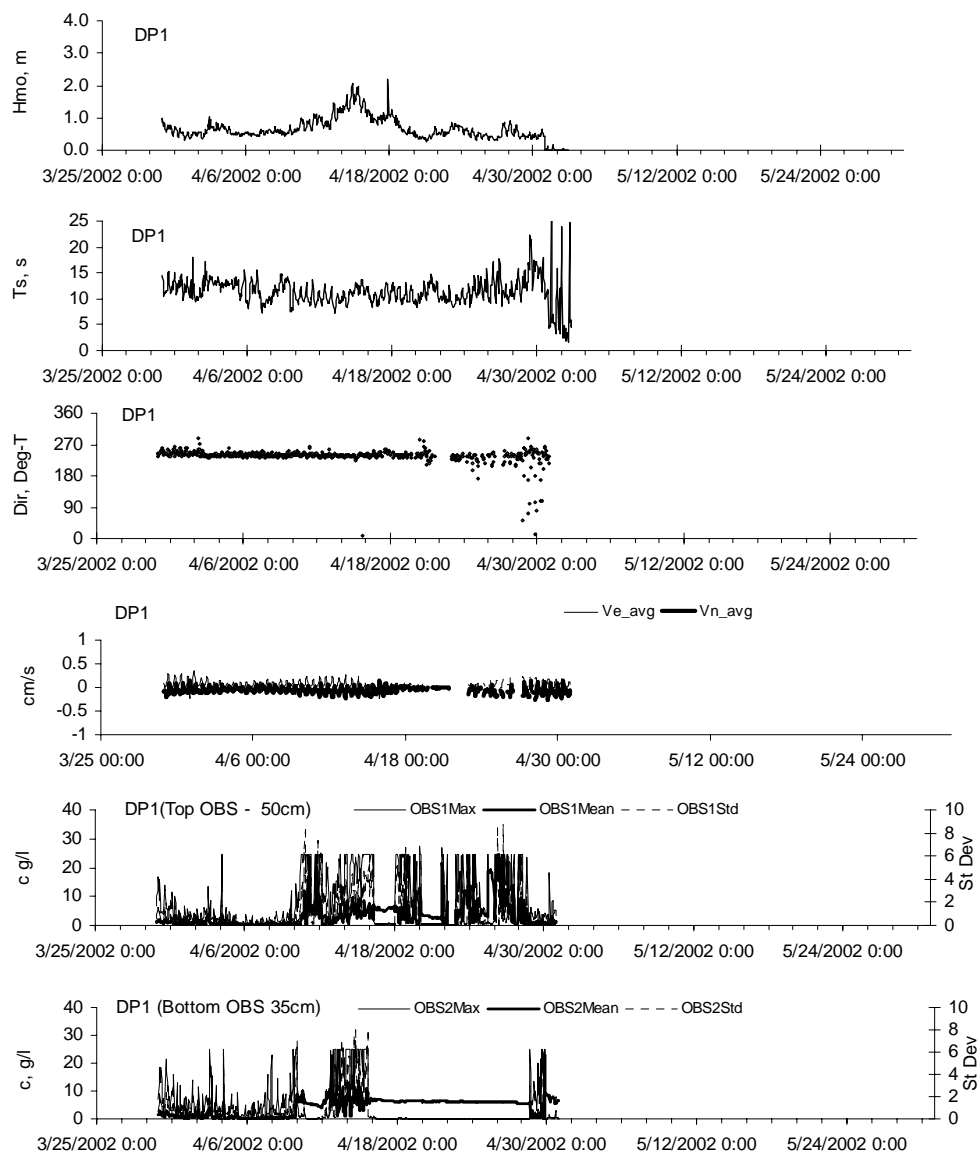 DP1
Hmo, m
4.0
3.0
2.0
1.0
0.0
3/25/2002 0:00 4/6/2002 0:00 4/18/2002 0:00 4/30/2002 0:00 5/12/2002 0:00 5/24/2002 0:00
DP1
Ts, s
25
20
15
10
5
0
3/25/2002 0:00 4/6/2002 0:00 4/18/2002 0:00 4/30/2002 0:00 5/12/2002 0:00 5/24/2002 0:00
DP1
Dir, Deg-T
360
270
180
90
0
3/25/2002 0:00 4/6/2002 0:00 4/18/2002 0:00 4/30/2002 0:00 5/12/2002 0:00 5/24/2002 0:00
DP1 Ve_avg Vn_avg
cm/s
1
0.5
0
-0.5
-1
3/25 00:00 4/6 00:00 4/18 00:00 4/30 00:00 5/12 00:00 5/24 00:00
DP1(Top OBS - 50cm) OBS1Max OBS1Mean OBS1Std
c g/l
40
30
20
10
0
10
8
6
4
2
0
St Dev
3/25/2002 0:00 4/6/2002 0:00 4/18/2002 0:00 4/30/2002 0:00 5/12/2002 0:00 5/24/2002 0:00
DP1 (Bottom OBS 35cm) OBS2Max OBS2Mean OBS2Std
c, g/l
40
30
20
10
0
10
8
6
4
2
0
St Dev
3/25/2002 0:00 4/6/2002 0:00 4/18/2002 0:00 4/30/2002 0:00 5/12/2002 0:00 5/24/2002 0:00